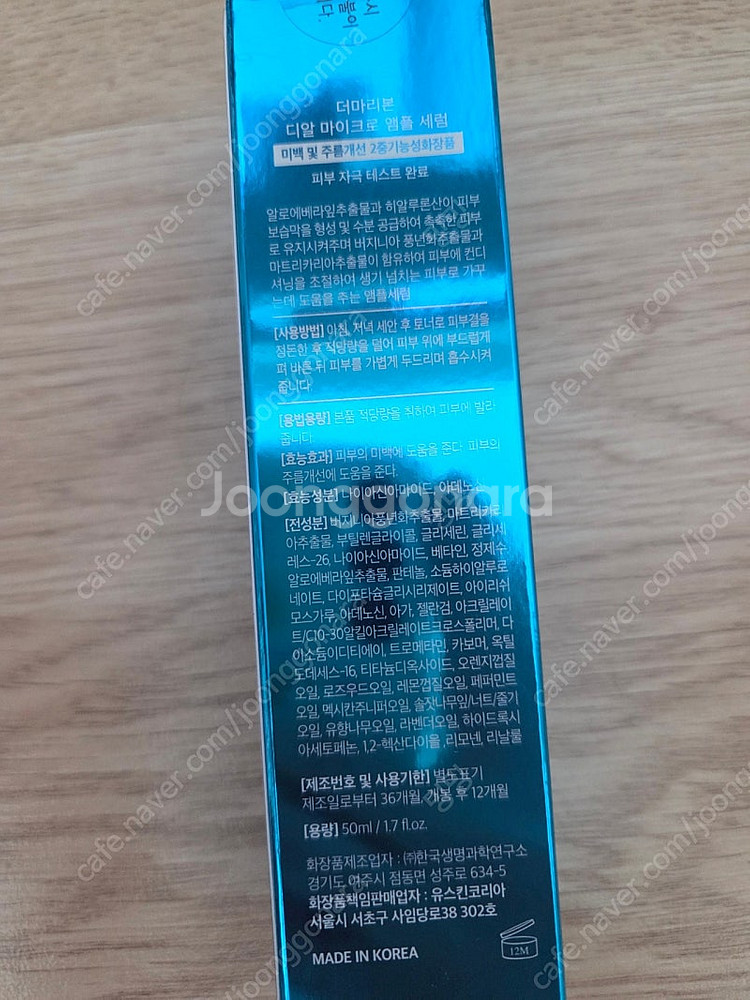 더마리본
디알 마이크로 앰플 세럼
미백 및 주름개선 2중기능성화장품
피부 자극 테스트 완료
알로에베라잎추출물과 히알루론산이 피부
보습막을 형성 및 수분 공급하여 촉촉한 피부
로 유지시켜주며 버지니아 풍년화추출물과
마트리카리아추출물이 함유하여 피부에 컨디
셔닝을 조절하여 생기 넘치는 피부로 가꾸
는데 도움을 주는 앰플세럼
[사용방법] 아침, 저녁 세안 후 토너로 피부결을
정돈한 후 적당량을 덜어 피부 위에 부드럽게
펴 바른 뒤 피부를 가볍게 두드리며 흡수시켜
줍니다.
[용법용량] 본품 적당량을 취하여 피부에 발라
줍니다.
[효능효과] 피부의 미백에 도움을 준다. 피부의
주름개선에 도움을 준다.
[효능성분] 나이아신아마이드, 아데노신
Joonggonara
[전성분] 버지니아풍년화추출물, 마트리카리
아추출물, 부틸렌글라이콜, 글리세린, 글리세
레스-26, 나이아신아마이드, 베타인, 정제수,
알로에베라잎추출물, 판테놀, 소듐하이알루로
네이트, 다이포타슘글리시리제이트, 아이리쉬
모스가루, 아데노신, 아가, 젤란검, 아크릴레이
트/C10-30알킬아크릴레이트크로스폴리머, 다
이소듐이디티에이, 트로메타민, 카보머, 옥틸
도데세스-16, 티타늄디옥사이드, 오렌지껍질
오일, 로즈우드오일, 레몬껍질오일, 페퍼민트
오일, 멕시칸주니퍼오일, 솔잣나무잎/너트/줄기
오일, 유향나무오일, 라벤더오일, 하이드록시
아세토페논, 1,2-헥산다이올, 리모넨, 리날룰
[제조번호 및 사용기한] 별도표기
제조일로부터 36개월, 개봉 후 12개월
[용량] 50ml / 1.7 fl.oz.
화장품제조업자 : ㈜한국생명과학연구소
경기도 여주시 점동면 성주로 634-5
화장품책임판매업자 : 유스킨코리아
서울시 서초구 사임당로38 302호
MADE IN KOREA
12M
cafe.naver.com/joonggonara